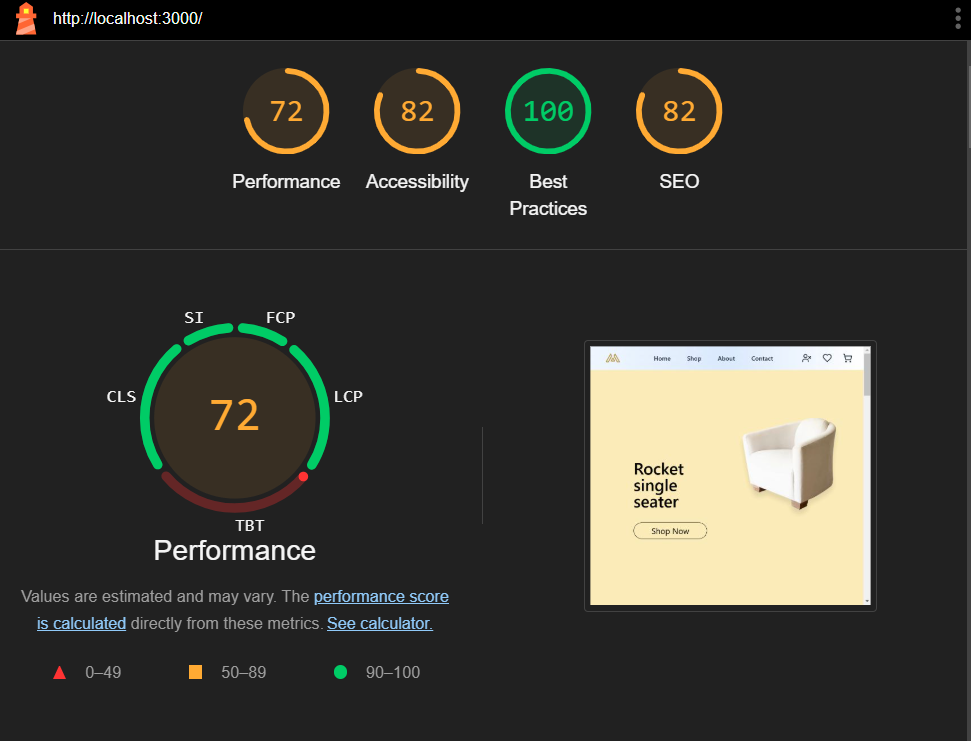 http://localhost:3000/
72
82
100
82
Performance
Accessibility
Best
Practices
SEO
SI
FCP
CLS
LCP
72
TBT
Performance
Values are estimated and may vary. The performance score
is calculated directly from these metrics. See calculator.
0–49
50–89
90–100
Home
Shop
About
Contact
Rocket
single
seater
Shop Now